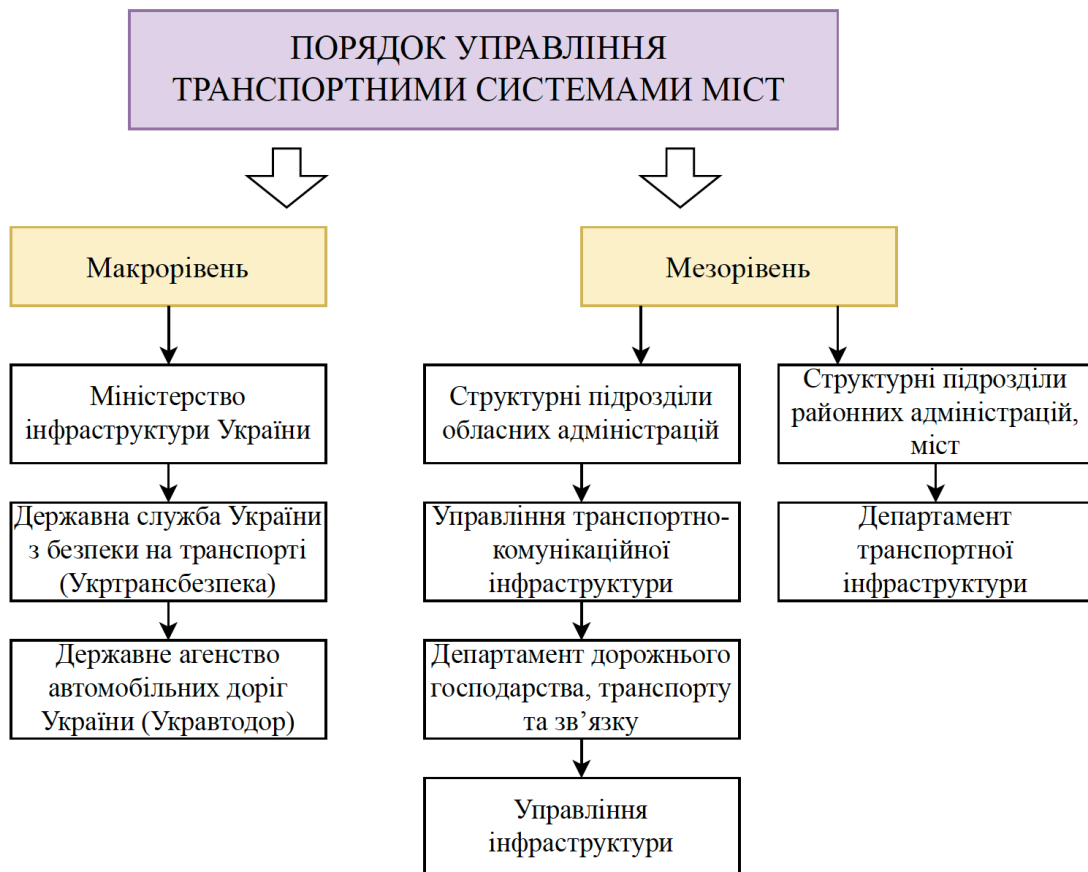 ПОРЯДОК УПРАВЛІННЯ
ТРАНСПОРТНИМИ СИСТЕМАМИ МІСТ
Макрорівень
Мезорівень
Міністерство
інфраструктури України
Структурні підрозділи
обласних адміністрацій
Структурні підрозділи
районних адміністрацій,
міст
Державна служба України
з безпеки на транспорті
(Укртрансбезпека)
Управління транспортно-
комунікаційної
інфраструктури
Департамент
транспортної
інфраструктури
Державне агенство
автомобільних доріг
України (Укравтодор)
Департамент дорожнього
господарства, транспорту
та зв’язку
Управління
інфраструктури